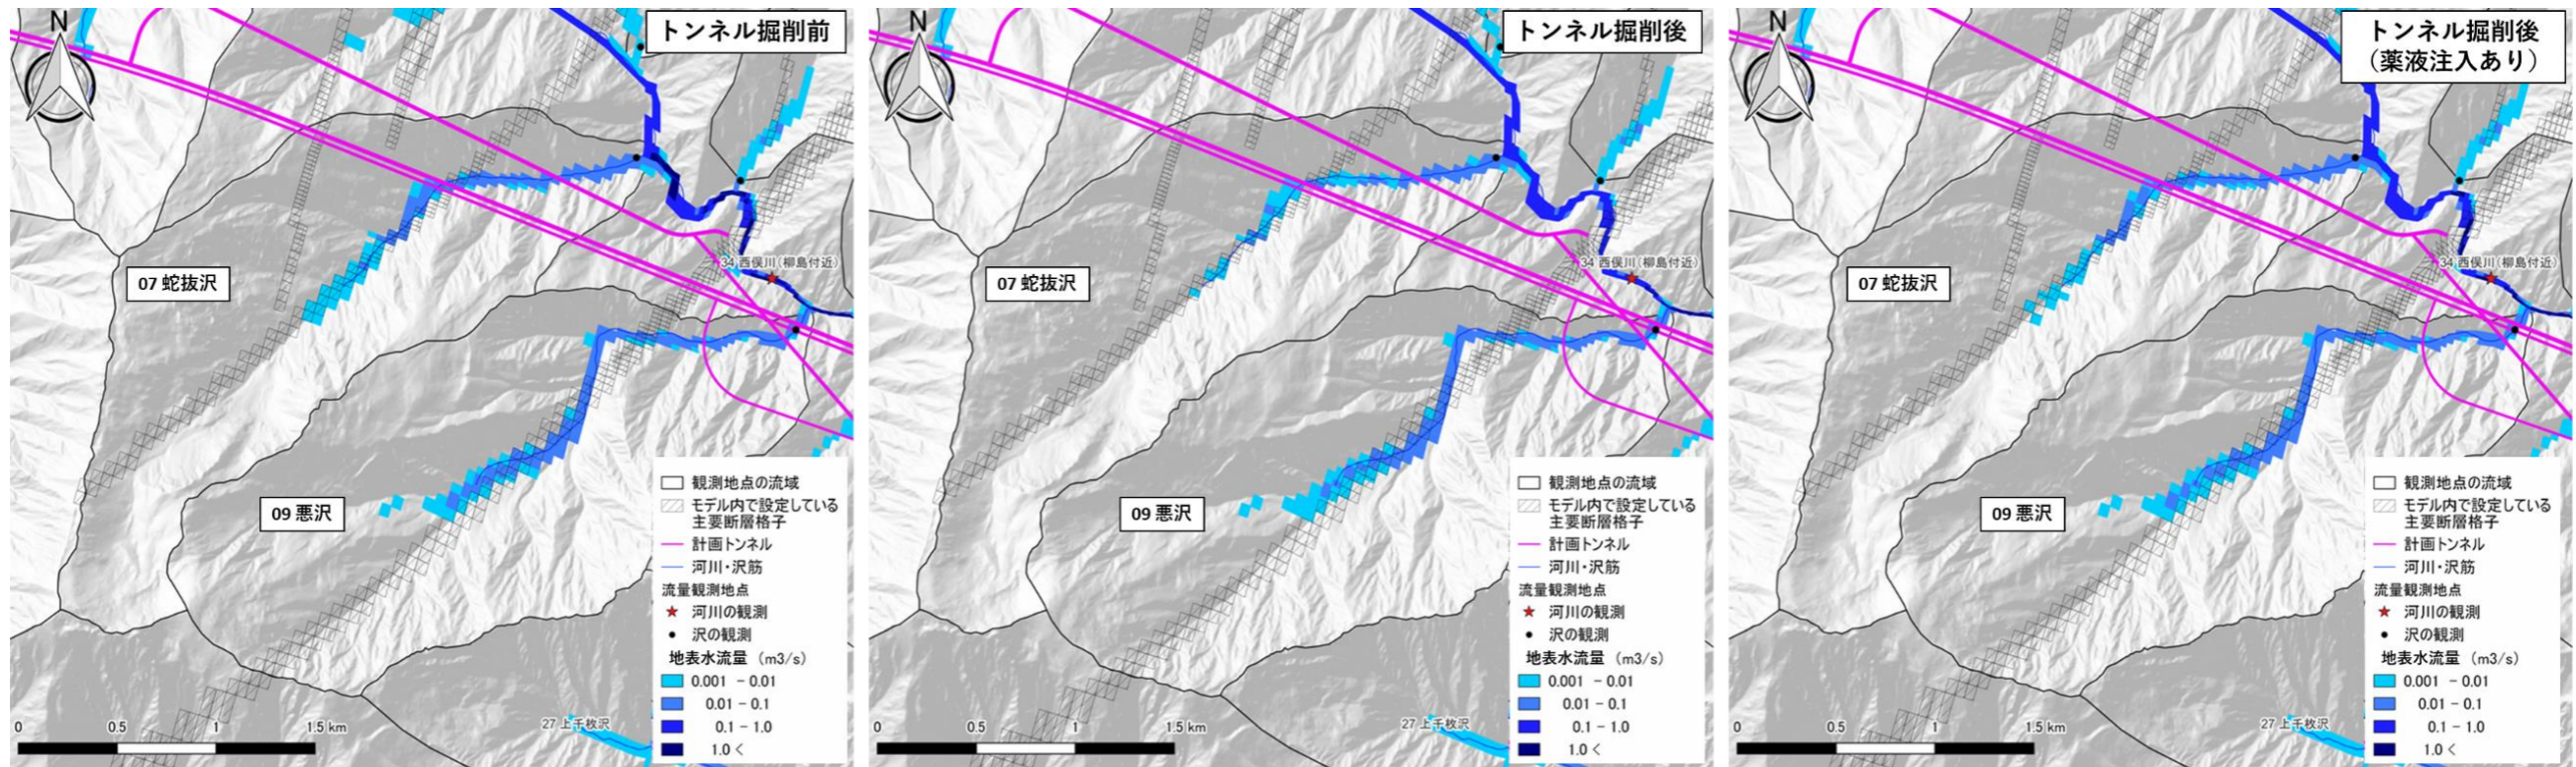 N
トンネル掘削前
07 蛇抜沢
34 西俣川(柳島付近)
09 悪沢
27 上千枚沢
0 0.5 1 1.5 km
観測地点の流域
モデル内で設定している
主要断層格子
計画トンネル
河川・沢筋
流量観測地点
河川の観測
沢の観測
地表水流量 (m3/s)
0.001 - 0.01
0.01 - 0.1
0.1 - 1.0
1.0 <
N
トンネル掘削後
07 蛇抜沢
34 西俣川(柳島付近)
09 悪沢
27 上千枚沢
0 0.5 1 1.5 km
観測地点の流域
モデル内で設定している
主要断層格子
計画トンネル
河川・沢筋
流量観測地点
河川の観測
沢の観測
地表水流量 (m3/s)
0.001 - 0.01
0.01 - 0.1
0.1 - 1.0
1.0 <
N
トンネル掘削後
(薬液注入あり)
07 蛇抜沢
34 西俣川(柳島付近)
09 悪沢
27 上千枚沢
0 0.5 1 1.5 km
観測地点の流域
モデル内で設定している
主要断層格子
計画トンネル
河川・沢筋
流量観測地点
河川の観測
沢の観測
地表水流量 (m3/s)
0.001 - 0.01
0.01 - 0.1
0.1 - 1.0
1.0 <